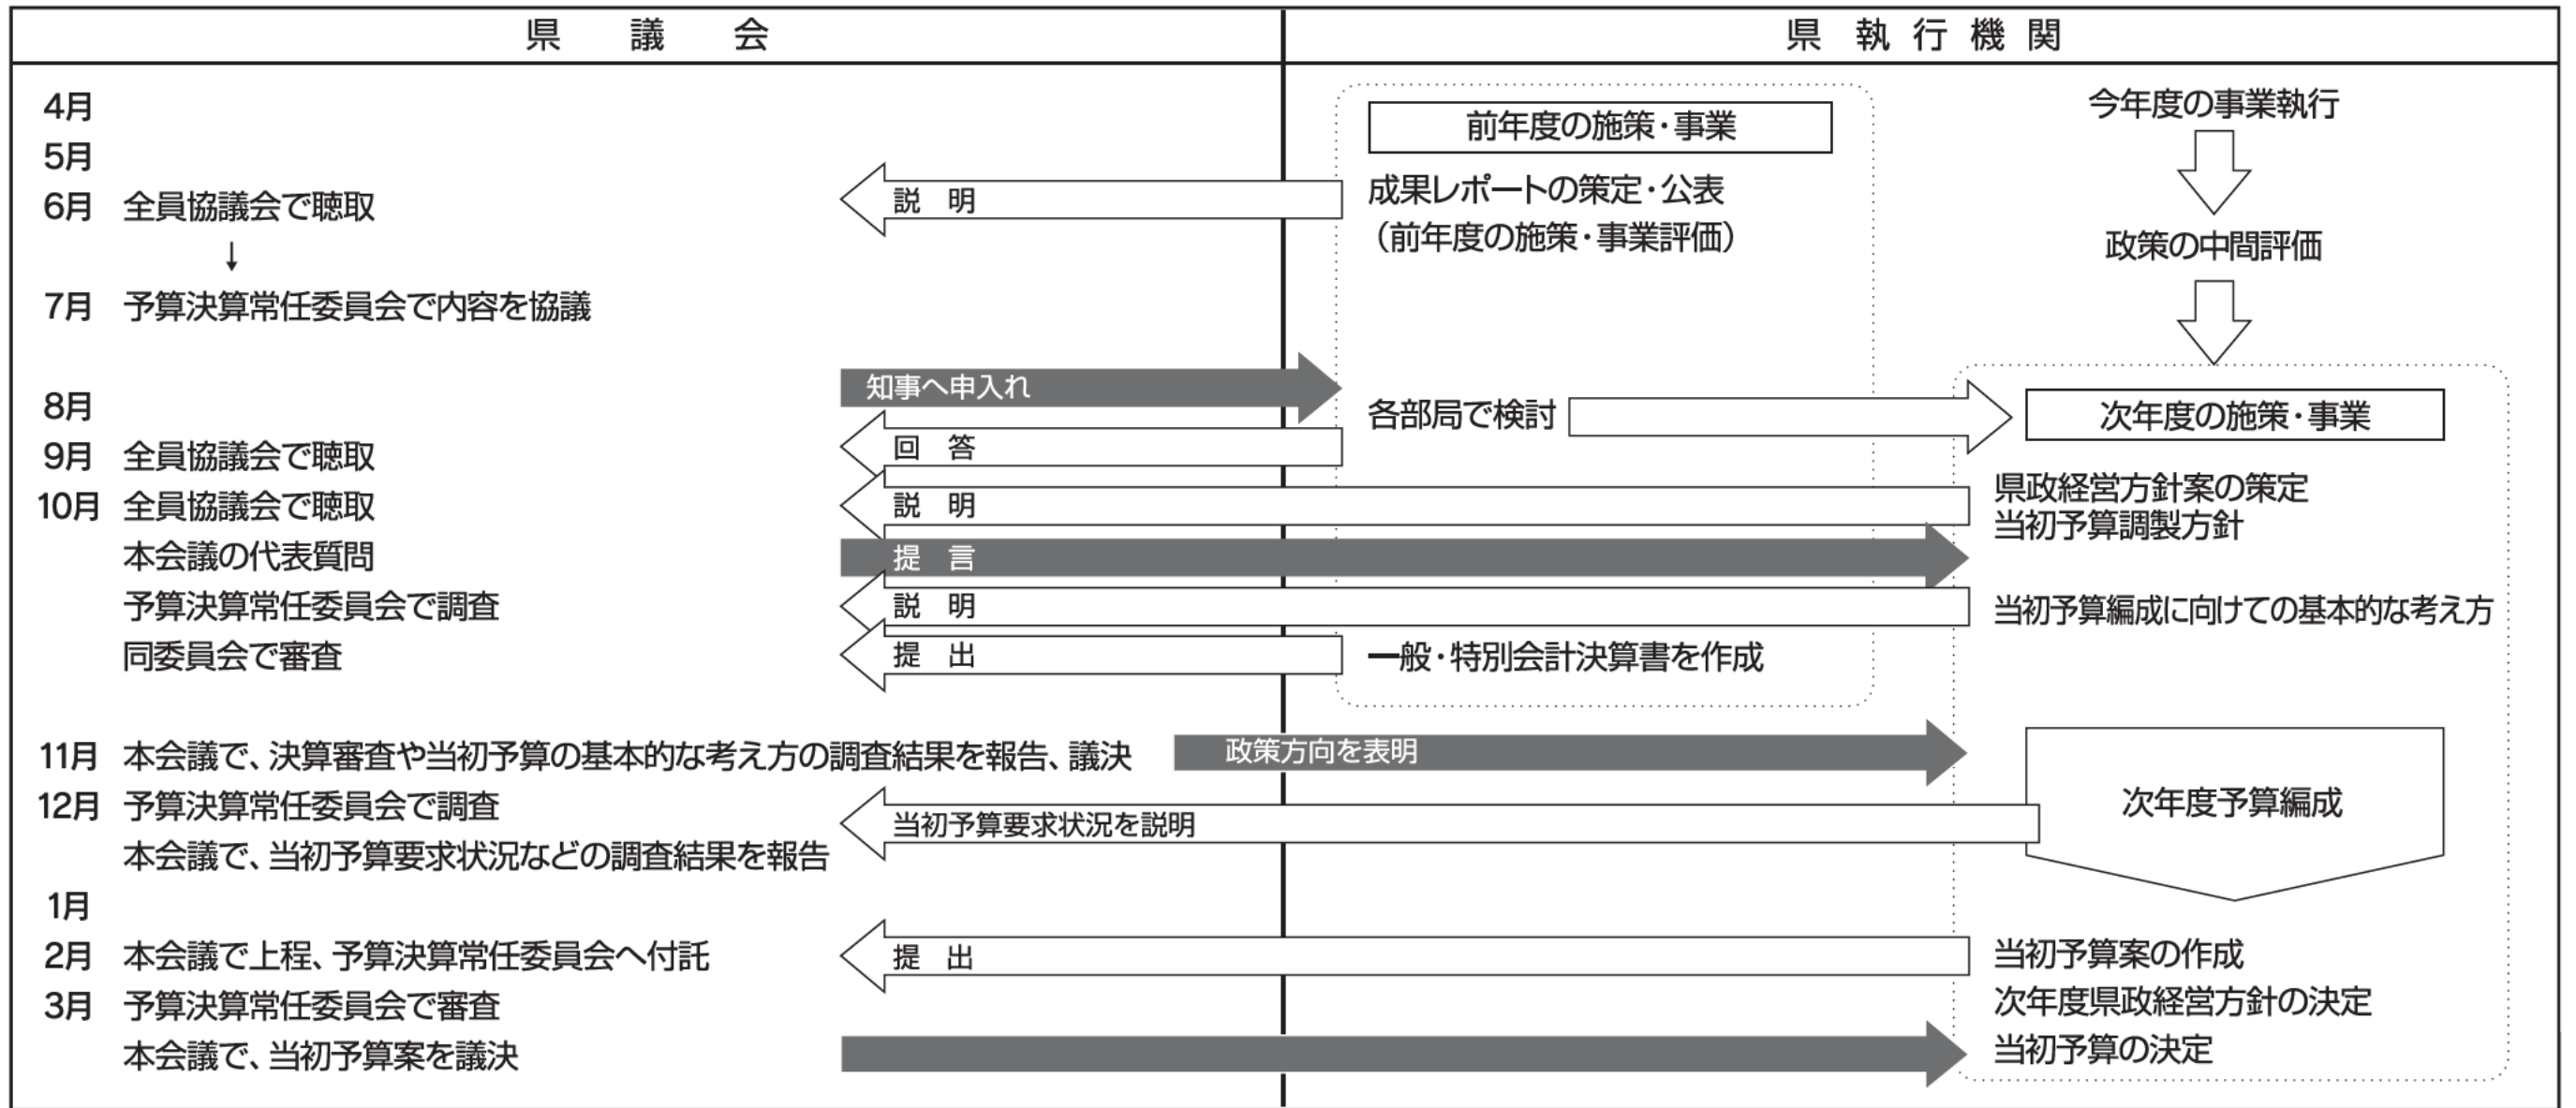 県議会
県執行機関
4月
前年度の施策・事業
今年度の事業執行
5月
6月 全員協議会で聴取
説明
成果レポートの策定・公表
（前年度の施策・事業評価）
政策の中間評価
↓
7月 予算決算常任委員会で内容を協議
知事へ申入れ
8月
各部局で検討
次年度の施策・事業
9月 全員協議会で聴取
回答
10月 全員協議会で聴取
説明
県政経営方針案の策定
当初予算調製方針
本会議の代表質問
提言
予算決算常任委員会で調査
説明
当初予算編成に向けての基本的な考え方
同委員会で審査
提出
一般・特別会計決算書を作成
11月 本会議で、決算審査や当初予算の基本的な考え方の調査結果を報告、議決
政策方向を表明
12月 予算決算常任委員会で調査
当初予算要求状況を説明
次年度予算編成
本会議で、当初予算要求状況などの調査結果を報告
1月
2月 本会議で上程、予算決算常任委員会へ付託
提出
当初予算案の作成
3月 予算決算常任委員会で審査
次年度県政経営方針の決定
本会議で、当初予算案を議決
当初予算の決定